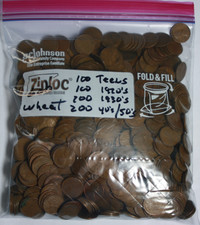 Johnson
Ziploc
FOLD & FILL
100 Teens
100 1920's
200 1930's
wheat 200 40's/50's